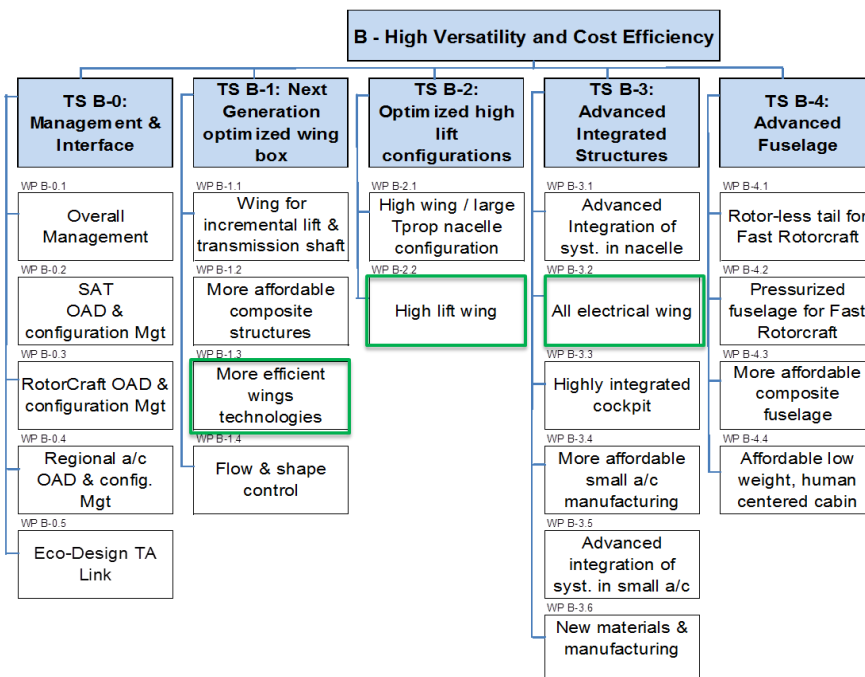 B - High Versatility and Cost Efficiency
TS B-0:
Management &
Interface
WP B-0.1
Overall
Management
WP B-0.2
SAT
OAD &
configuration Mgt
WP B-0.3
RotorCraft OAD &
configuration Mgt
WP B-0.4
Regional a/c
OAD & config.
Mgt
WP B-0.5
Eco-Design TA
Link
TS B-1: Next
Generation
optimized wing
box
WP B-1.1
Wing for
incremental lift &
transmission shaft
WP B-1.2
More affordable
composite
structures
WP B-1.3
More efficient
wings
technologies
WP B-1.4
Flow & shape
control
TS B-2:
Optimized high
lift
configurations
WP B-2.1
High wing / large
Tprop nacelle
configuration
WP B-2.2
High lift wing
TS B-3:
Advanced
Integrated
Structures
WP B-3.1
Advanced
Integration of
syst. in nacelle
WP B-3.2
All electrical wing
WP B-3.3
Highly integrated
cockpit
WP B-3.4
More affordable
small a/c
manufacturing
WP B-3.5
Advanced
integration of
syst. in small a/c
WP B-3.6
New materials &
manufacturing
TS B-4:
Advanced
Fuselage
WP B-4.1
Rotor-less tail for
Fast Rotorcraft
WP B-4.2
Pressurized
fuselage for Fast
Rotorcraft
WP B-4.3
More affordable
composite
fuselage
WP B-4.4
Affordable low
weight, human
centered cabin